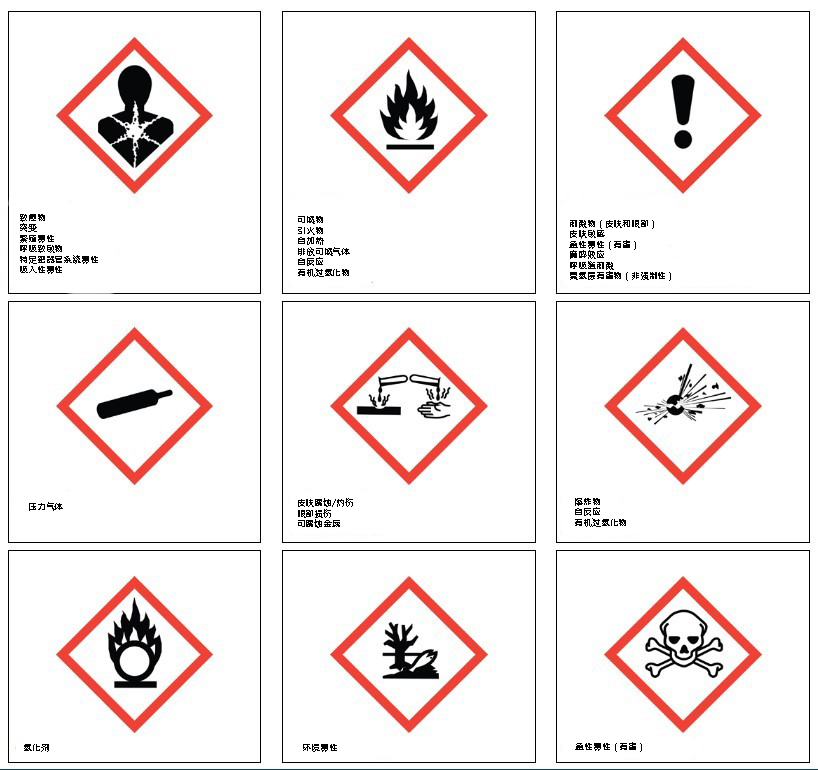 致癌物
突变
繁殖毒性
呼吸致敏物
特定靶器官系统毒性
吸入性毒性
可燃物
引火物
自加热
排放可燃气体
自反应
有机过氧化物
刺激物 ( 皮肤和眼部 )
皮肤敏感
急性毒性 ( 有害 )
麻醉效应
呼吸道刺激
臭氧层有害物 ( 非强制性 )
压力气体
皮肤腐蚀/灼伤
眼部损伤
可腐蚀金属
爆炸物
自反应
有机过氧化物
氧化剂
环境毒性
急性毒性 ( 有害 )